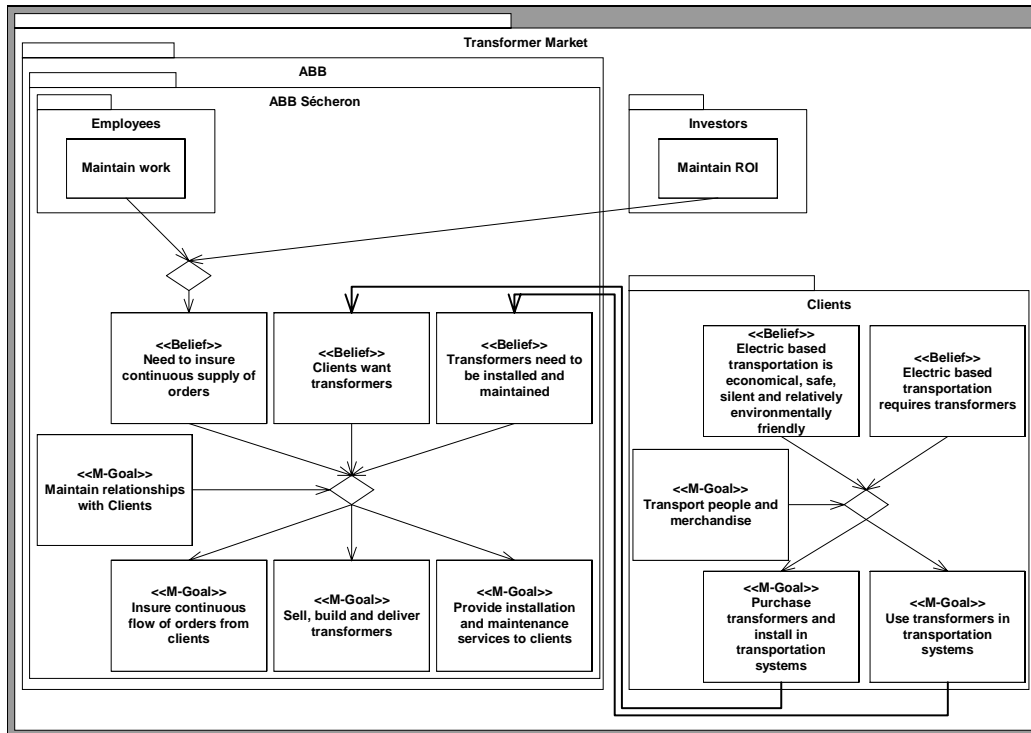 Transformer Market
ABB
ABB Sécheron
Employees
Maintain work
Investors
Maintain ROI
Clients
<<Belief>>
Need to insure
continuous supply of
orders
<<Belief>>
Clients want
transformers
<<Belief>>
Transformers need to
be installed and
maintained
<<Belief>>
Electric based
transportation is
economical, safe,
silent and relatively
environmentally
friendly
<<Belief>>
Electric based
transportation
requires transformers
<<M-Goal>>
Maintain relationships
with Clients
<<M-Goal>>
Transport people and
merchandise
<<M-Goal>>
Insure continuous
flow of orders from
clients
<<M-Goal>>
Sell, build and deliver
transformers
<<M-Goal>>
Provide installation
and maintenance
services to clients
<<M-Goal>>
Purchase
transformers and
install in
transportation
systems
<<M-Goal>>
Use transformers in
transportation
systems